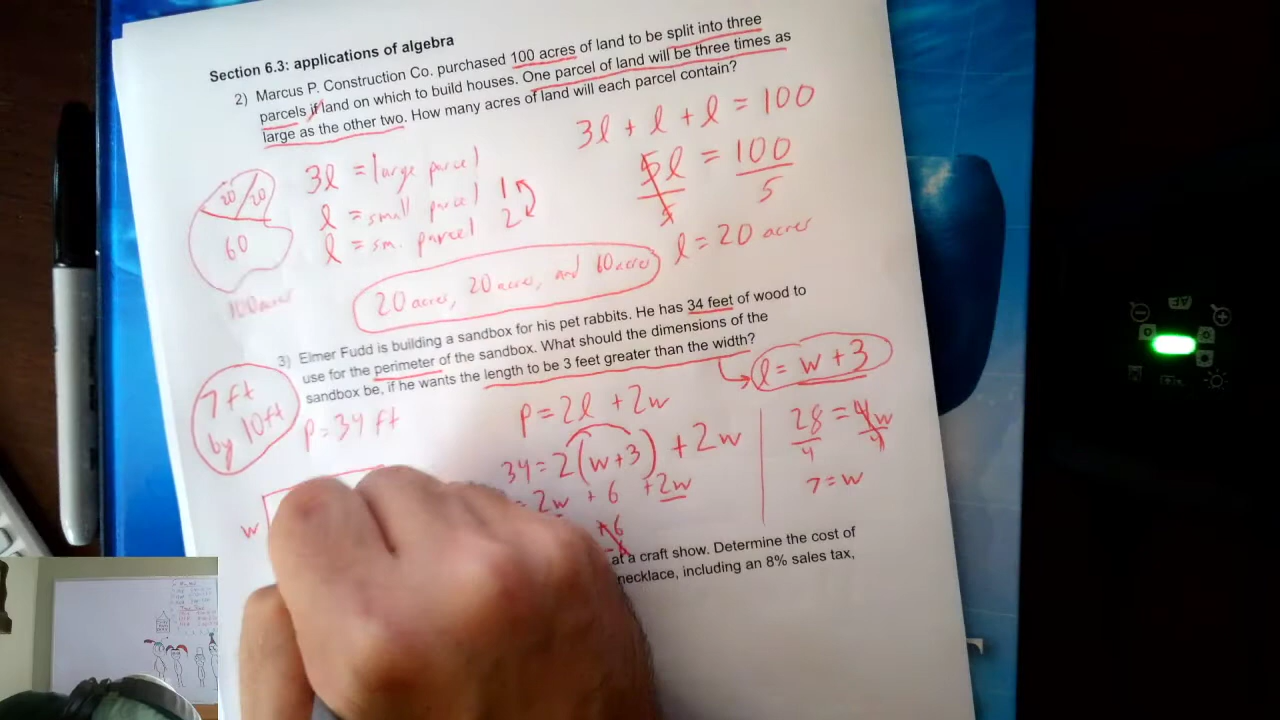 Section 6.3: applications of algebra
2) Marcus P. Construction Co. purchased 100 acres of land to be split into three
parcels if land on which to build houses. One parcel of land will be three times as
large as the other two. How many acres of land will each parcel contain?
3l + l + l = 100
5l = 100
5 5
l = 20 acres
3l = large parcel
l = small parcel 1
l = sm. parcel 2
20 20
60
100 acres
20 acres, 20 acres, and 60 acres
3) Elmer Fudd is building a sandbox for his pet rabbits. He has 34 feet of wood to
use for the perimeter of the sandbox. What should the dimensions of the
sandbox be, if he wants the length to be 3 feet greater than the width?
l = w + 3
7 ft
by 10ft
P = 34 ft
w
P = 2l + 2w
34 = 2(w+3) + 2w
= 2w + 6 + 2w
28 = 4w
4 4
7 = w
at a craft show. Determine the cost of
necklace, including an 8% sales tax,